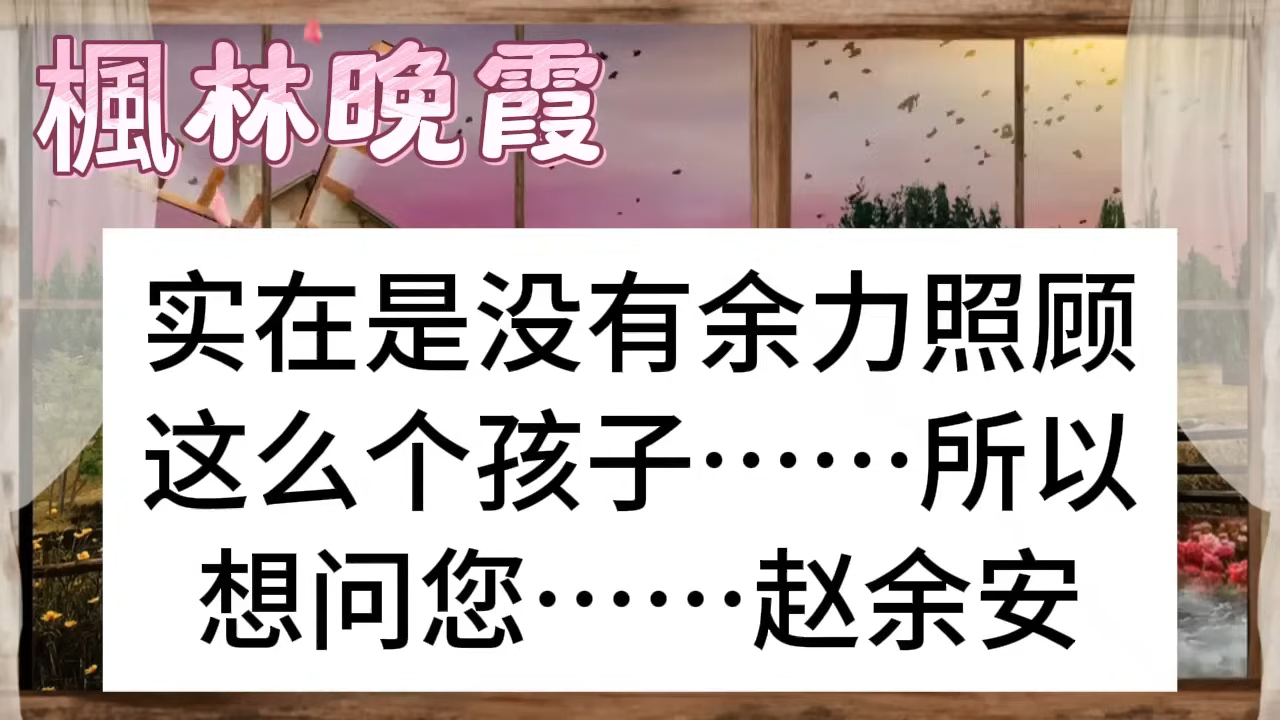 楓林晚霞
实在是没有余力照顾
这么个孩子……所以
想问您……赵余安